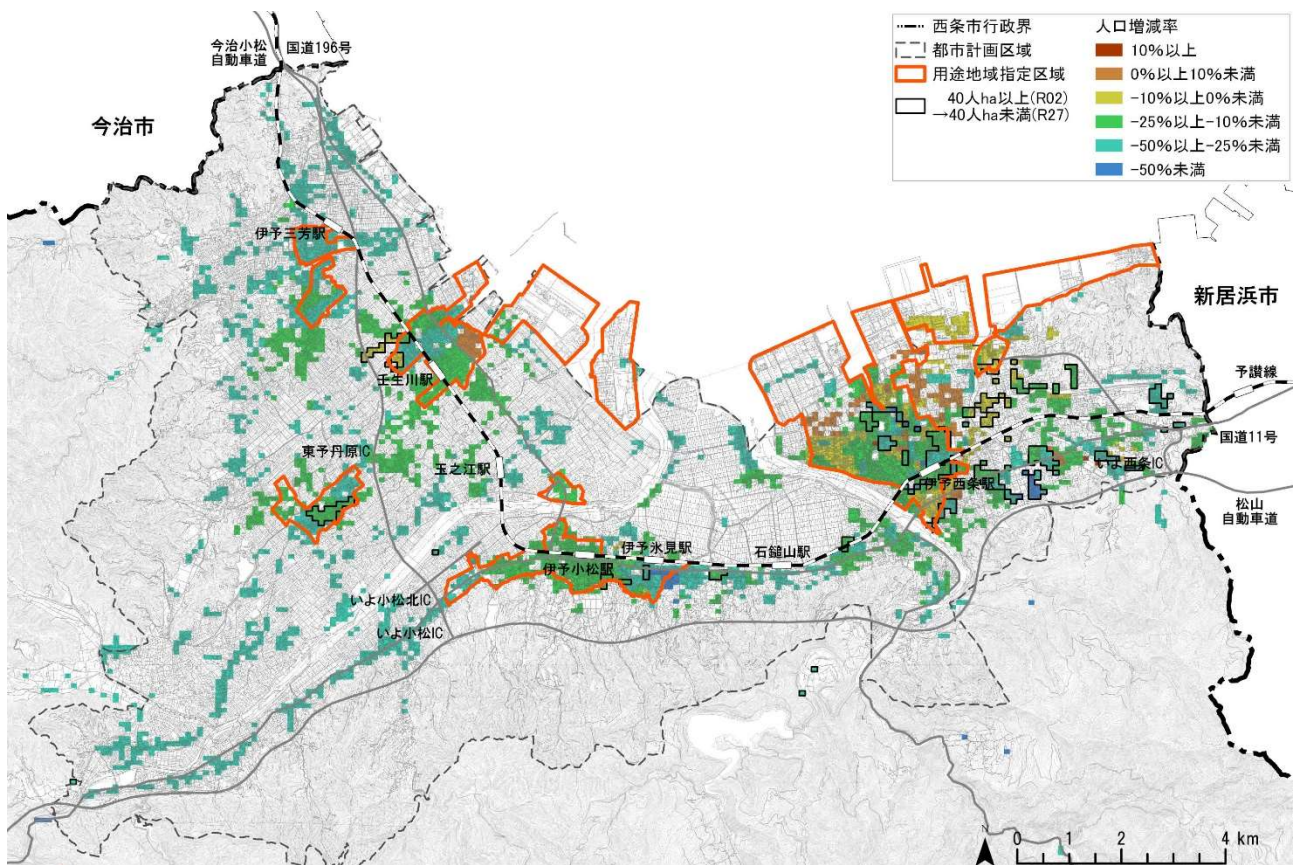 西条市行政界
都市計画区域
用途地域指定区域
40人ha以上(R02)
→40人ha未満(R27)
人口増減率
10%以上
0%以上10%未満
-10%以上0%未満
-25%以上-10%未満
-50%以上-25%未満
-50%未満
今治小松
自動車道
国道196号
今治市
伊予三芳駅
壬生川駅
東予丹原IC
玉之江駅
伊予氷見駅
石鎚山駅
伊予小松駅
いよ小松北IC
いよ小松IC
伊予西条駅
いよ西条IC
新居浜市
予讃線
国道11号
松山
自動車道
0 1 2 4 km